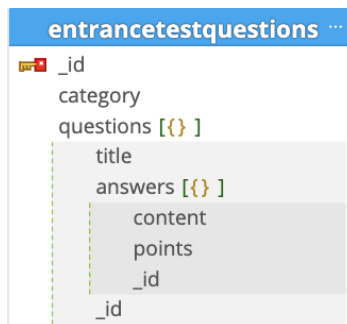 entrancetestquestions ...
_id
category
questions [{} ]
title
answers [{} ]
content
points
_id
_id